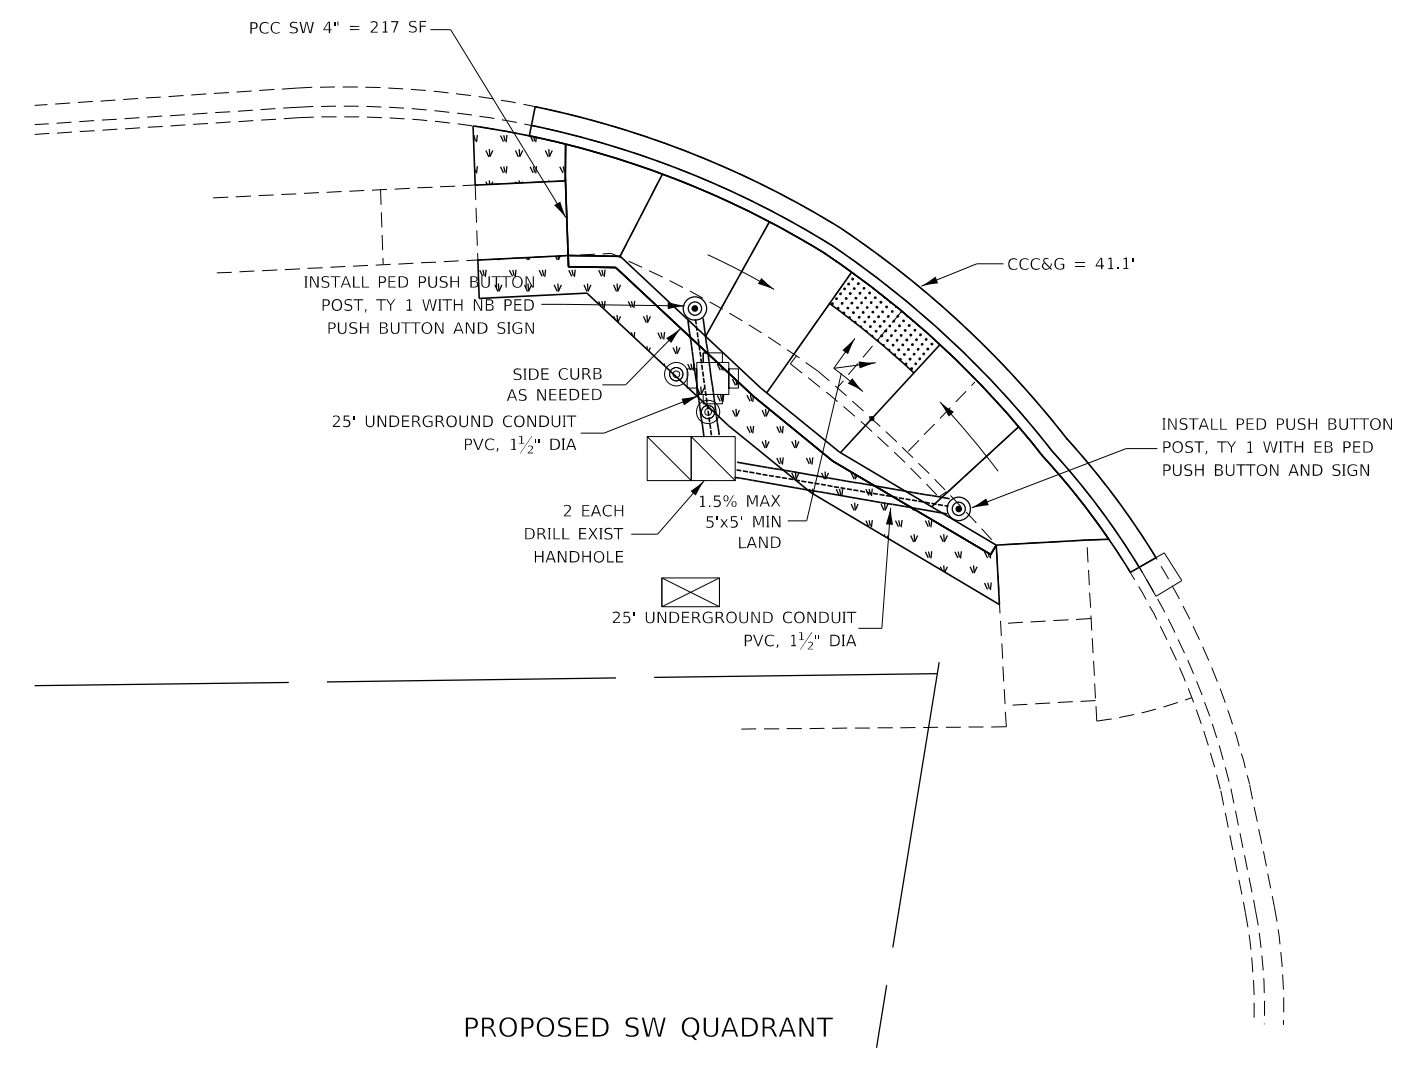 PCC SW 4" = 217 SF
CCC&G = 41.1'
INSTALL PED PUSH BUTTON
POST, TY 1 WITH NB PED
PUSH BUTTON AND SIGN
SIDE CURB
AS NEEDED
25' UNDERGROUND CONDUIT
PVC, 1½" DIA
INSTALL PED PUSH BUTTON
POST, TY 1 WITH EB PED
PUSH BUTTON AND SIGN
2 EACH
DRILL EXIST
HANDHOLE
1.5% MAX
5'x5' MIN
LAND
25' UNDERGROUND CONDUIT
PVC, 1½" DIA
PROPOSED SW QUADRANT